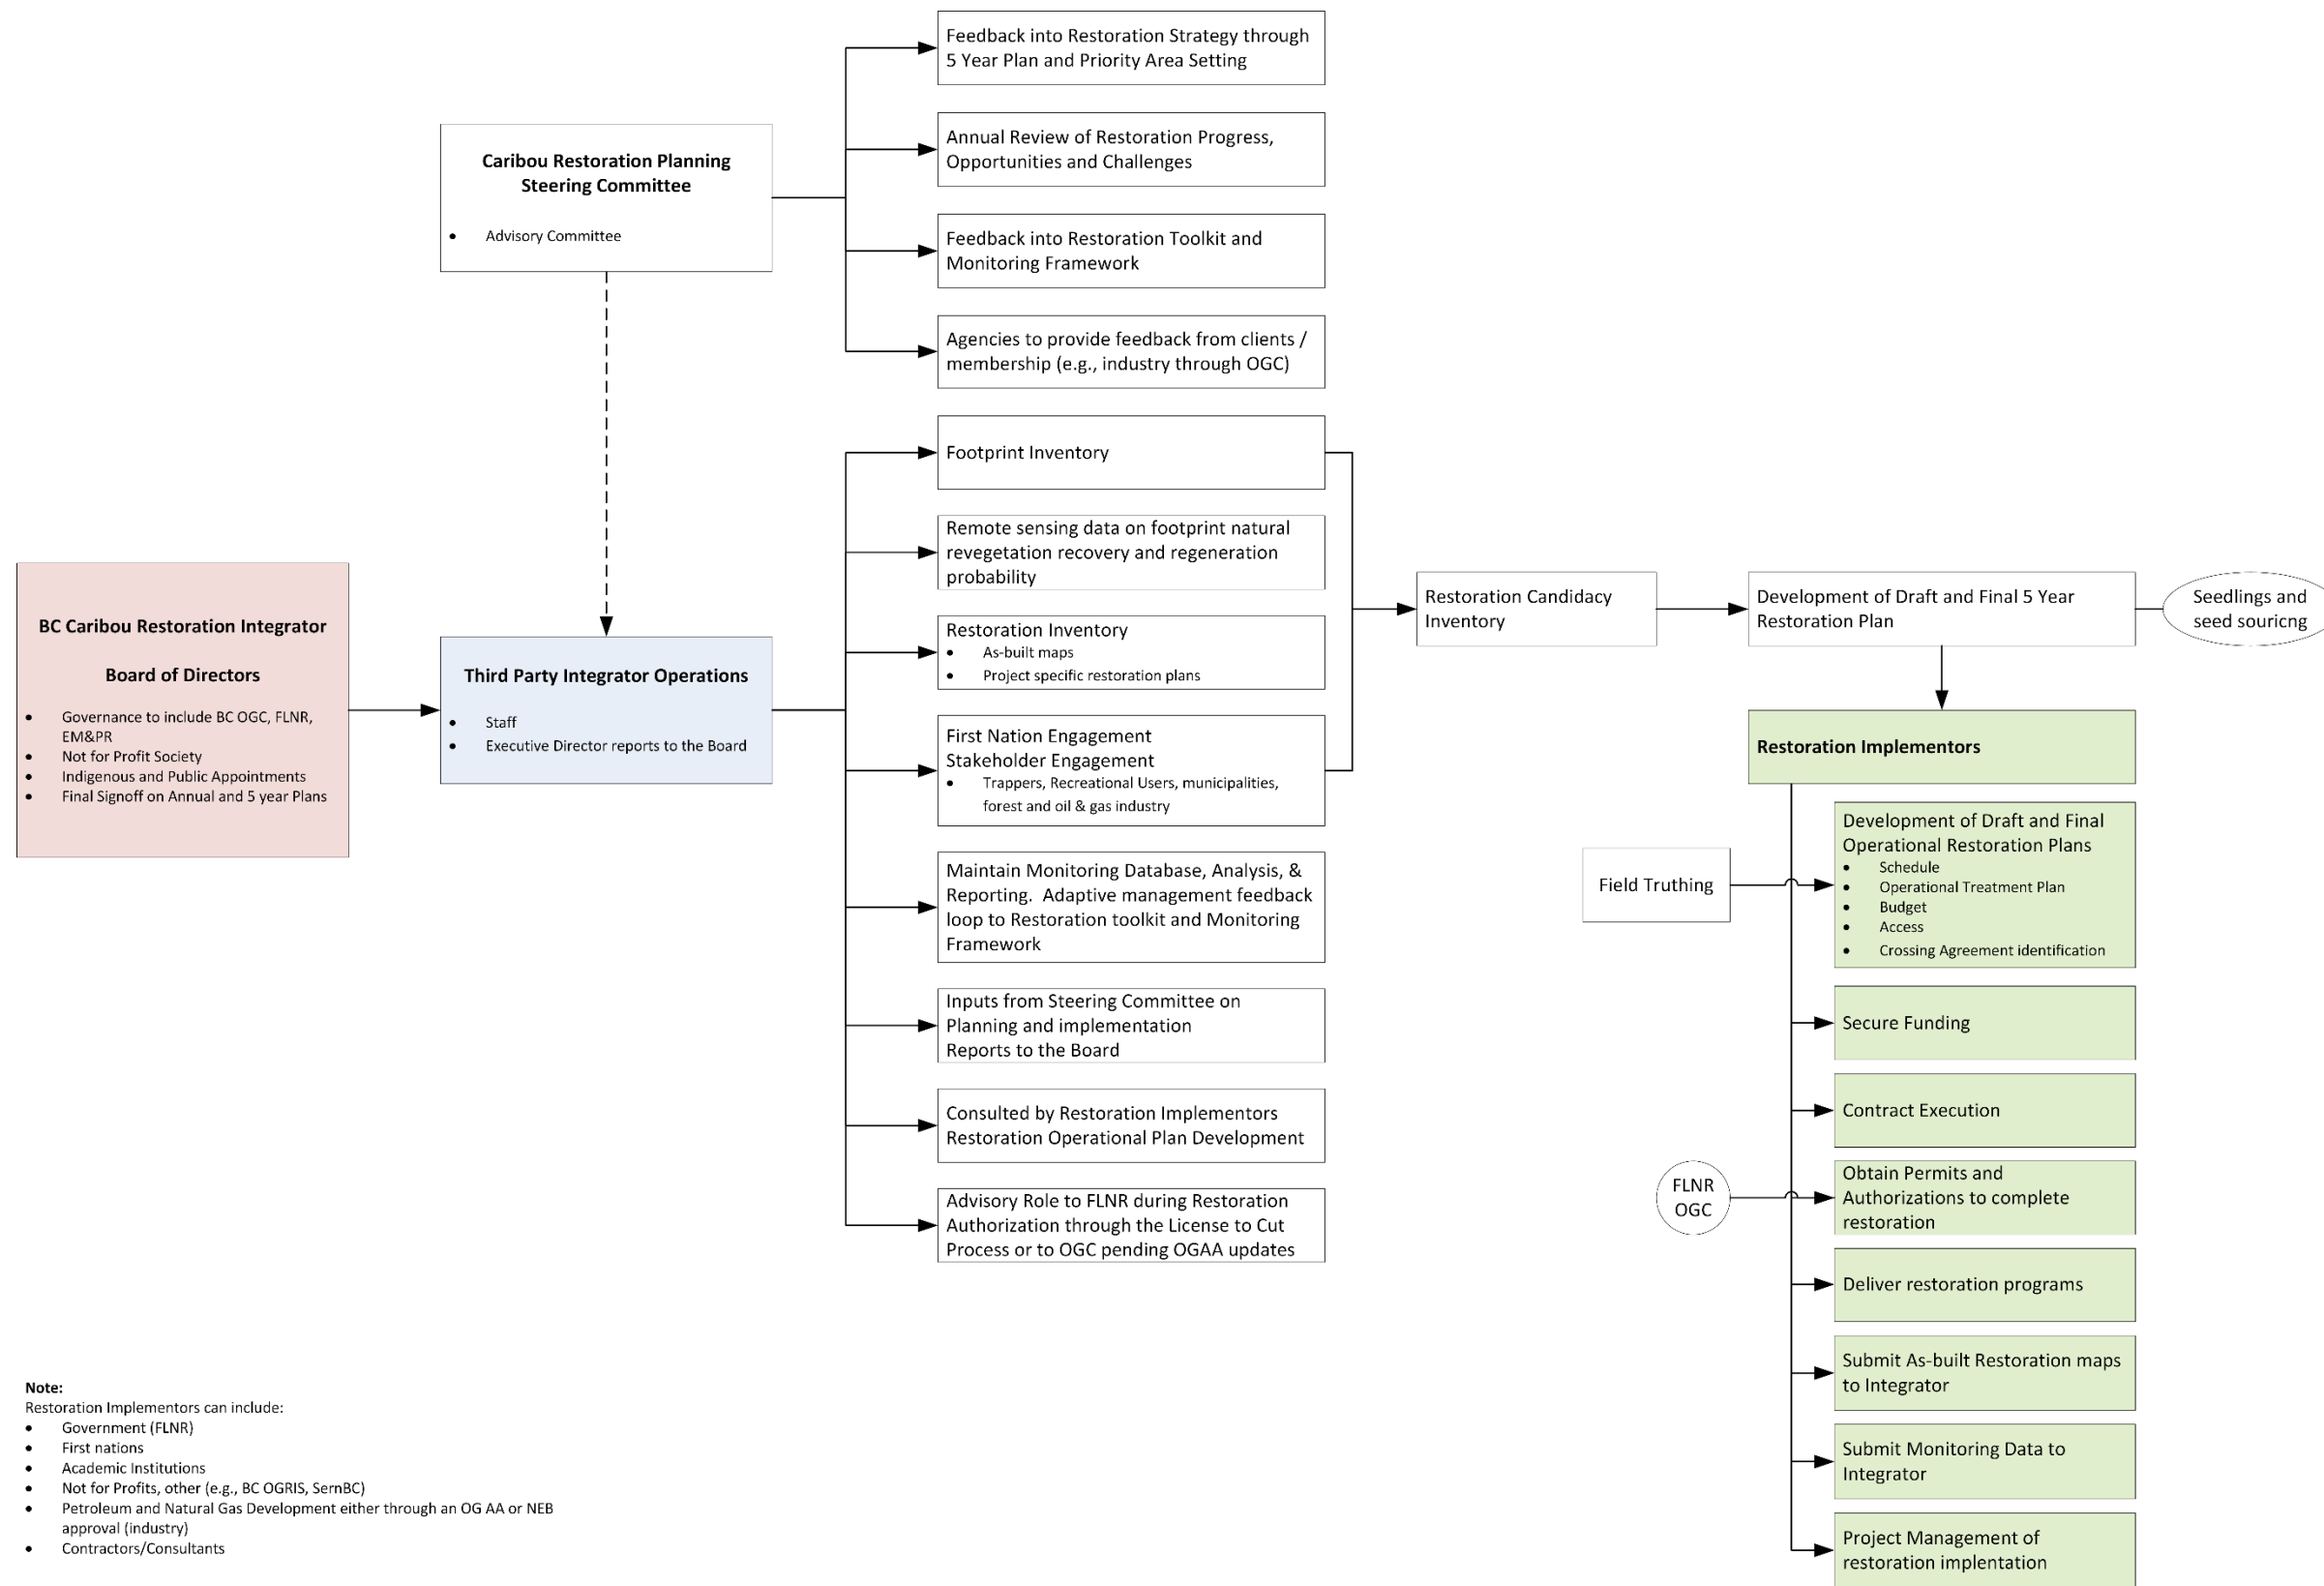 Feedback into Restoration Strategy through
5 Year Plan and Priority Area Setting
Annual Review of Restoration Progress,
Opportunities and Challenges
Caribou Restoration Planning
Steering Committee
• Advisory Committee
Feedback into Restoration Toolkit and
Monitoring Framework
Agencies to provide feedback from clients /
membership (e.g., industry through OGC)
BC Caribou Restoration Integrator
Board of Directors
• Governance to include BC OGC, FLNR,
EM&PR
• Not for Profit Society
• Indigenous and Public Appointments
• Final Signoff on Annual and 5 year Plans
Third Party Integrator Operations
• Staff
• Executive Director reports to the Board
Footprint Inventory
Remote sensing data on footprint natural
revegetation recovery and regeneration
probability
Restoration Inventory
• As-built maps
• Project specific restoration plans
First Nation Engagement
Stakeholder Engagement
• Trappers, Recreational Users, municipalities,
forest and oil & gas industry
Maintain Monitoring Database, Analysis, &
Reporting. Adaptive management feedback
loop to Restoration toolkit and Monitoring
Framework
Inputs from Steering Committee on
Planning and implementation
Reports to the Board
Consulted by Restoration Implementors
Restoration Operational Plan Development
Advisory Role to FLNR during Restoration
Authorization through the License to Cut
Process or to OGC pending OGAA updates
Restoration Candidacy
Inventory
Development of Draft and Final 5 Year
Restoration Plan
Seedlings and
seed souricng
Restoration Implementors
Field Truthing
Development of Draft and Final
Operational Restoration Plans
• Schedule
• Operational Treatment Plan
• Budget
• Access
• Crossing Agreement identification
Secure Funding
Contract Execution
FLNR
OGC
Obtain Permits and
Authorizations to complete
restoration
Deliver restoration programs
Submit As-built Restoration maps
to Integrator
Submit Monitoring Data to
Integrator
Project Management of
restoration implentation
Note:
Restoration Implementors can include:
• Government (FLNR)
• First nations
• Academic Institutions
• Not for Profits, other (e.g., BC OGRIS, SernBC)
• Petroleum and Natural Gas Development either through an OG AA or NEB
approval (industry)
• Contractors/Consultants